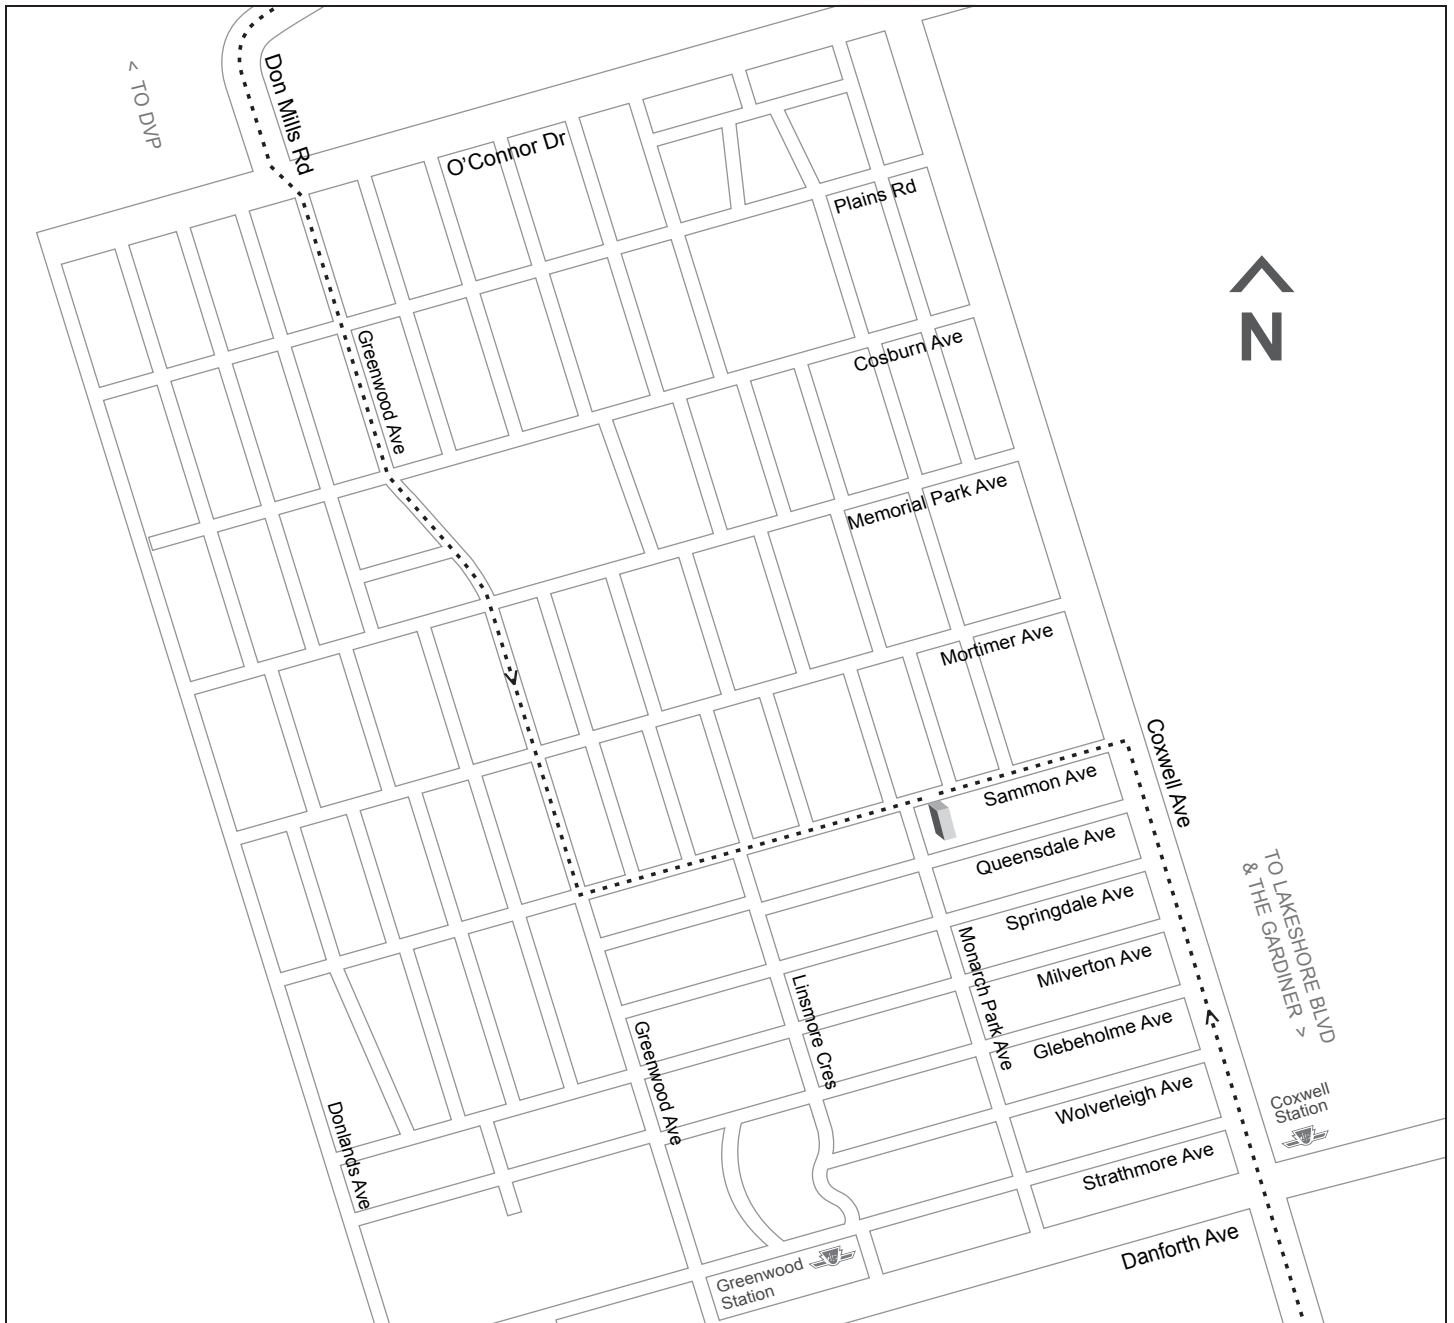 < TO DVP
Don Mills Rd
O'Connor Dr
Plains Rd
N
Greenwood Ave
Cosburn Ave
Memorial Park Ave
Mortimer Ave
Coxwell Ave
Sammon Ave
Queensdale Ave
TO LAKESHORE BLVD
& THE GARDINER >
Springdale Ave
Monarch Park Ave
Milverton Ave
Linsmore Cres
Glebeholme Ave
Greenwood Ave
Wolverleigh Ave
Coxwell
Station
Donlands Ave
Strathmore Ave
Danforth Ave
Greenwood
Station